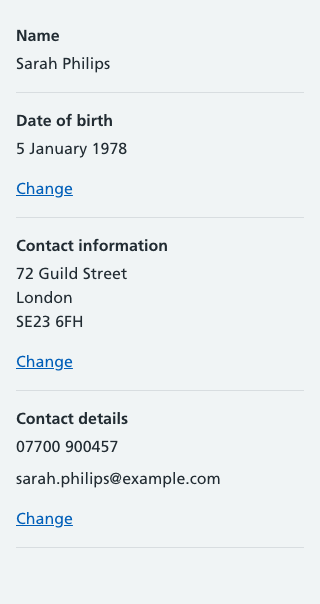 Name
Sarah Philips
Date of birth
5 January 1978
Change
Contact information
72 Guild Street
London
SE23 6FH
Change
Contact details
07700 900457
sarah.philips@example.com
Change